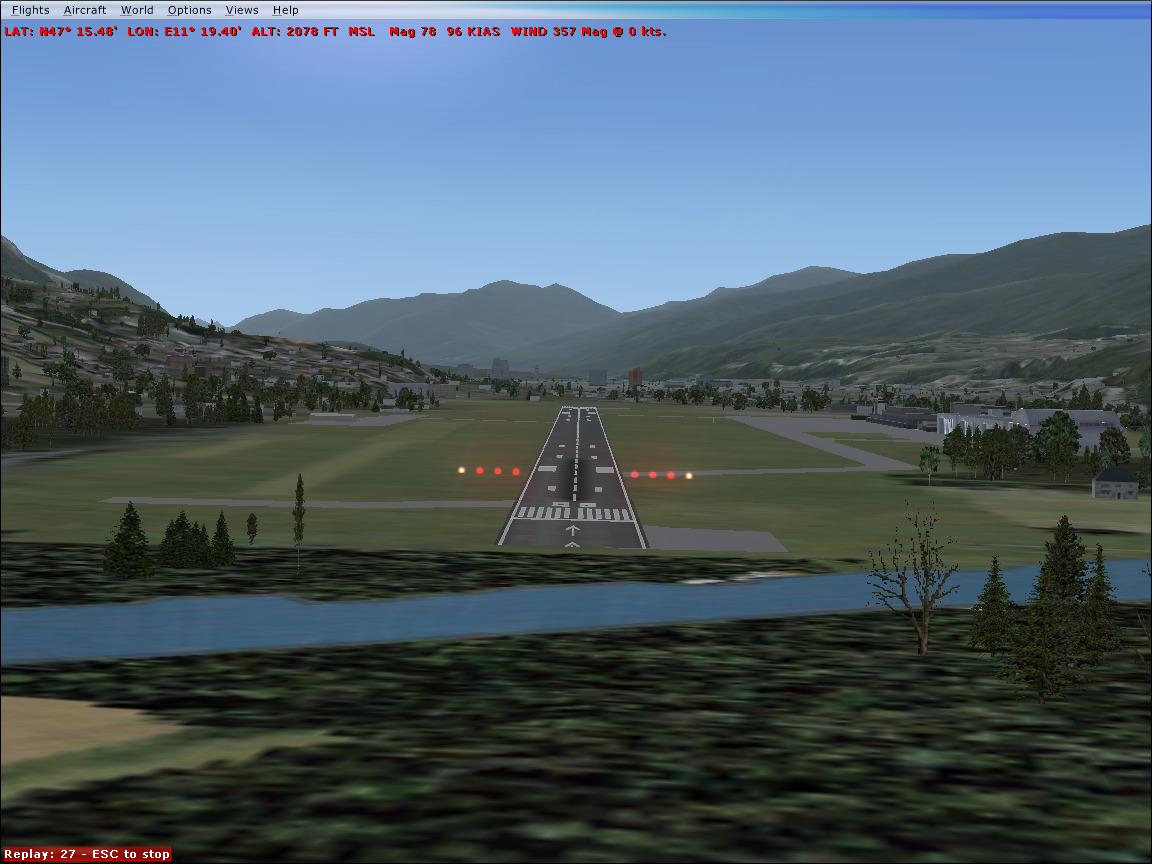 Flights Aircraft World Options Views Help
LAT: N47° 15.48' LON: E11° 19.40' ALT: 2078 FT MSL Mag 78 96 KIAS WIND 357 Mag @ 0 kts.
Replay: 27 - ESC to stop